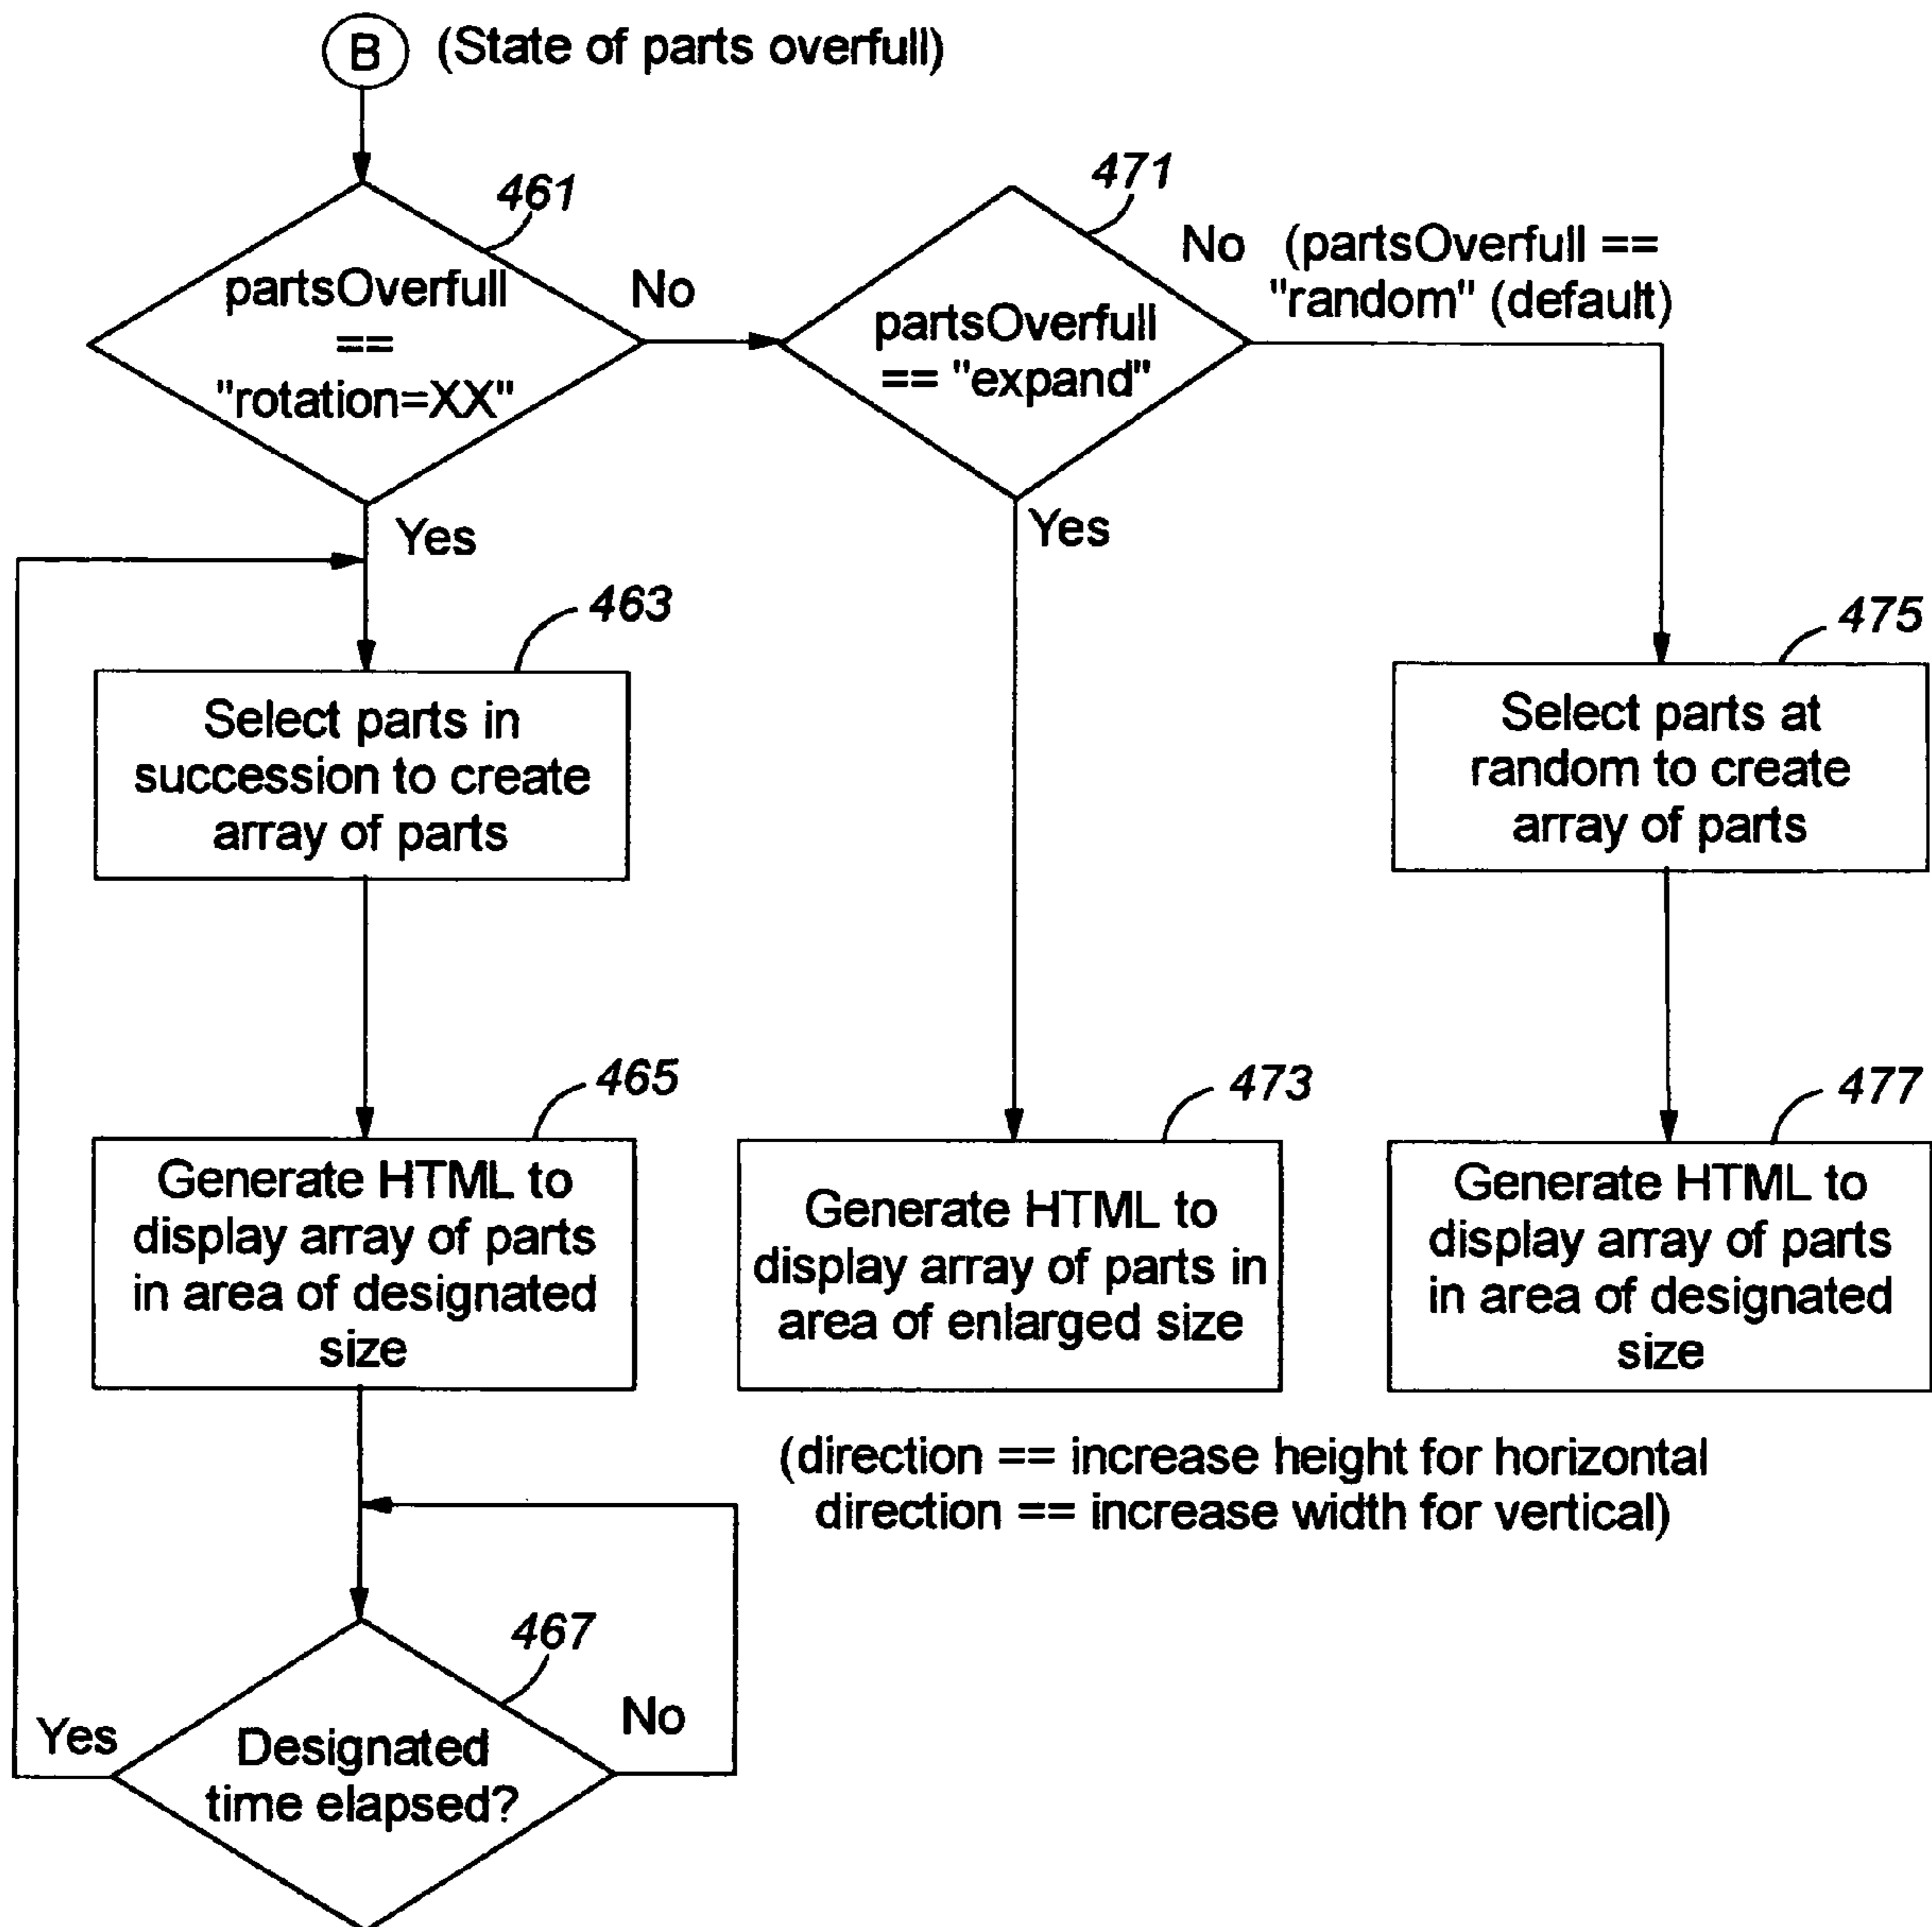 B (State of parts overfull)
461
partsOverfull
==
"rotation=XX"
No
471
partsOverfull
== "expand"
No (partsOverfull ==
"random" (default)
Yes
Yes
463
Select parts in
succession to create
array of parts
475
Select parts at
random to create
array of parts
465
Generate HTML to
display array of parts
in area of designated
size
473
Generate HTML to
display array of parts in
area of enlarged size
477
Generate HTML to
display array of parts
in area of designated
size
(direction == increase height for horizontal
direction == increase width for vertical)
467
Designated
time elapsed?
Yes
No